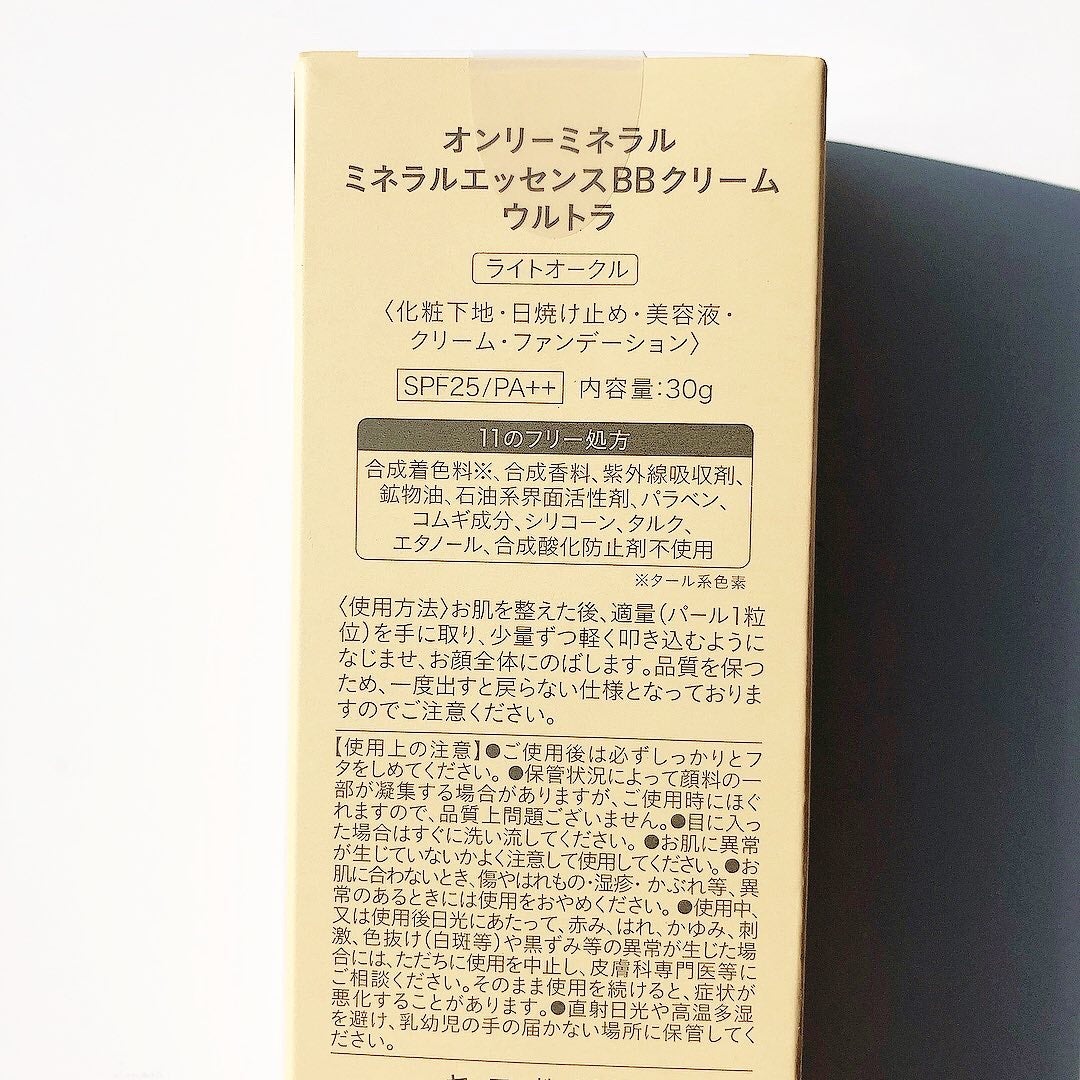 オンリーミネラル
ミネラルエッセンスBBクリーム
ウルトラ
ライトオークル
〈化粧下地・日焼け止め・美容液・
クリーム・ファンデーション〉
SPF25/PA++ 内容量:30g
11のフリー処方
合成着色料※、合成香料、紫外線吸収剤、
鉱物油、石油系界面活性剤、パラベン、
コムギ成分、シリコーン、タルク、
エタノール、合成酸化防止剤不使用
※タール系色素
〈使用方法〉お肌を整えた後、適量(パール1粒
位)を手に取り、少量ずつ軽く叩き込むように
なじませ、お顔全体にのばします。品質を保つ
ため、一度出すと戻らない仕様となっておりま
すのでご注意ください。
【使用上の注意】●ご使用後は必ずしっかりとフ
タをしめてください。●保管状況によって顔料の一
部が凝集する場合がありますが、ご使用時にほぐ
れますので、品質上問題ございません。●目に入っ
た場合はすぐに洗い流してください。●お肌に異常
が生じていないかよく注意して使用してください。●お
肌に合わないとき、傷やはれもの・湿疹・かぶれ等、異
常のあるときには使用をおやめください。●使用中、
又は使用後日光にあたって、赤み、はれ、かゆみ、刺
激、色抜け(白斑等)や黒ずみ等の異常が生じた場
合には、ただちに使用を中止し、皮膚科専門医等に
ご相談ください。そのまま使用を続けると、症状が
悪化することがあります。●直射日光や高温多湿
を避け、乳幼児の手の届かない場所に保管してく
ださい。